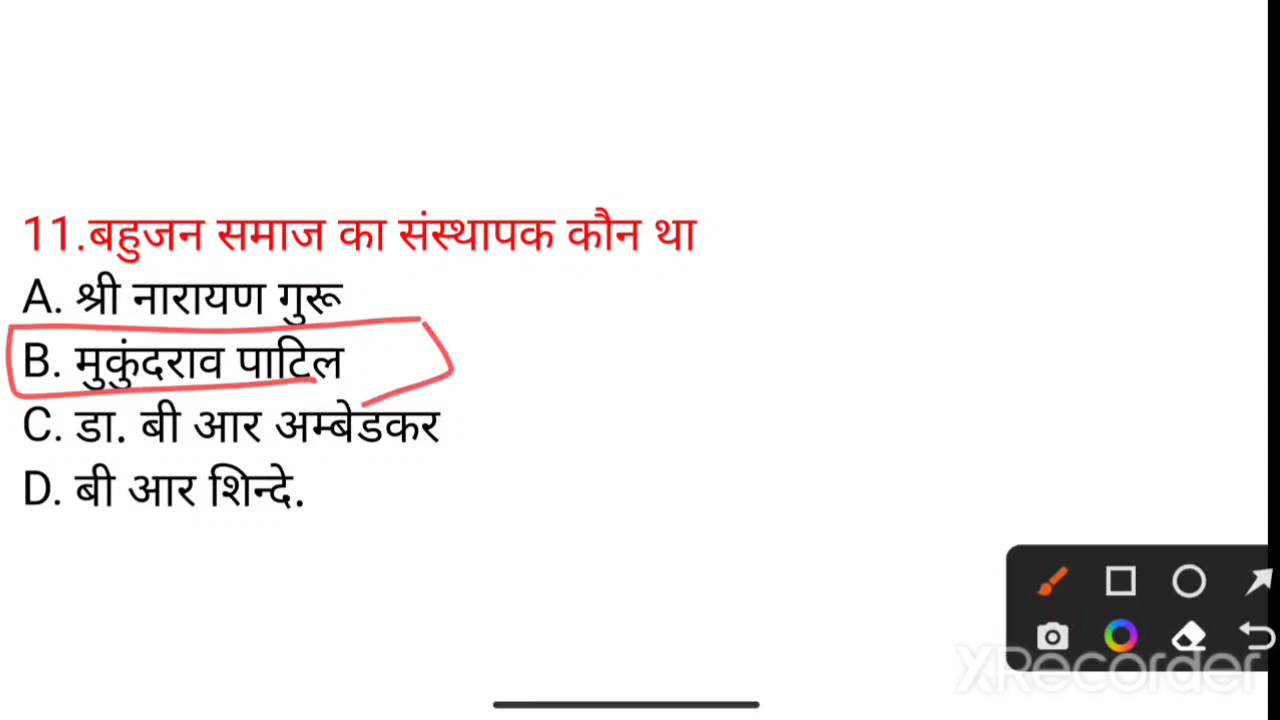 11.बहुजन समाज का संस्थापक कौन था
A. श्री नारायण गुरू
B. मुकुंदराव पाटिल
C. डा. बी आर अम्बेडकर
D. बी आर शिन्दे.
XRecorder